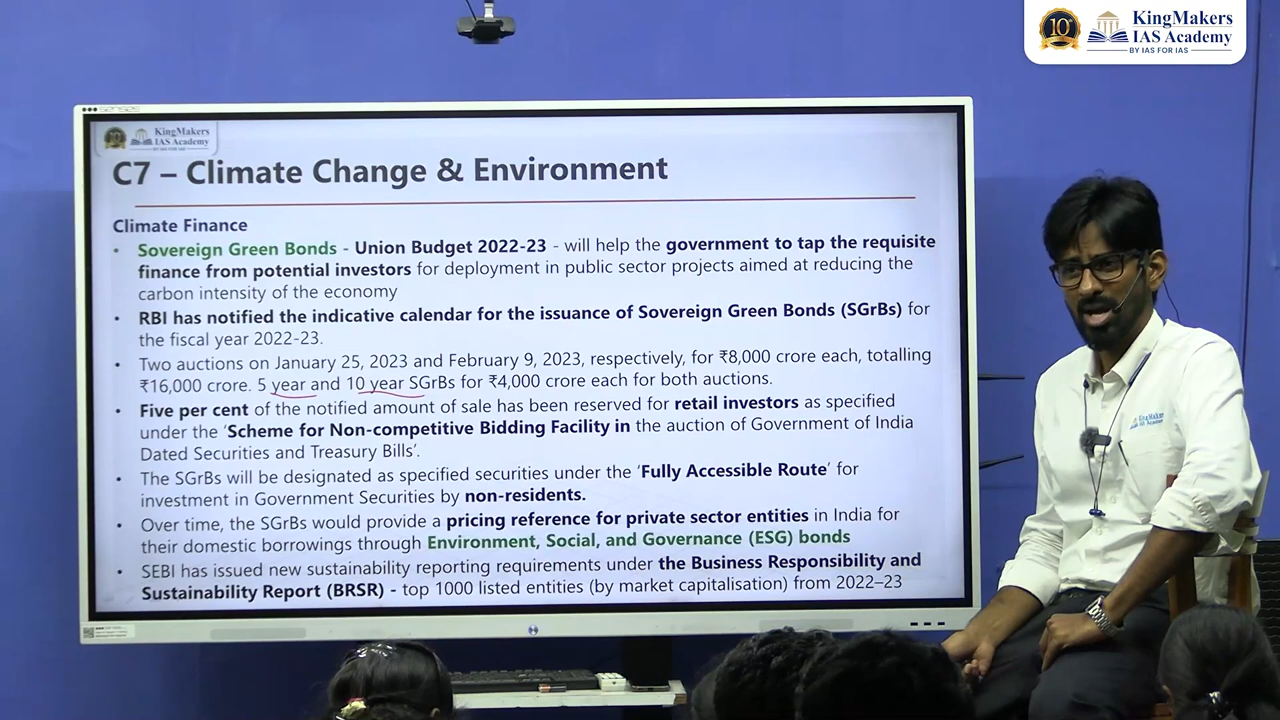 10
KingMakers
IAS Academy
BY IAS FOR IAS
KingMakers
IAS Academy
BY IAS FOR IAS
C7 – Climate Change & Environment
Climate Finance
• Sovereign Green Bonds - Union Budget 2022-23 - will help the government to tap the requisite
finance from potential investors for deployment in public sector projects aimed at reducing the
carbon intensity of the economy
• RBI has notified the indicative calendar for the issuance of Sovereign Green Bonds (SGrBs) for
the fiscal year 2022-23.
• Two auctions on January 25, 2023 and February 9, 2023, respectively, for ₹8,000 crore each, totalling
₹16,000 crore. 5 year and 10 year SGrBs for ₹4,000 crore each for both auctions.
• Five per cent of the notified amount of sale has been reserved for retail investors as specified
under the ‘Scheme for Non-competitive Bidding Facility in the auction of Government of India
Dated Securities and Treasury Bills’.
• The SGrBs will be designated as specified securities under the ‘Fully Accessible Route’ for
investment in Government Securities by non-residents.
• Over time, the SGrBs would provide a pricing reference for private sector entities in India for
their domestic borrowings through Environment, Social, and Governance (ESG) bonds
• SEBI has issued new sustainability reporting requirements under the Business Responsibility and
Sustainability Report (BRSR) - top 1000 listed entities (by market capitalisation) from 2022–23
KingMakers
IAS Academy